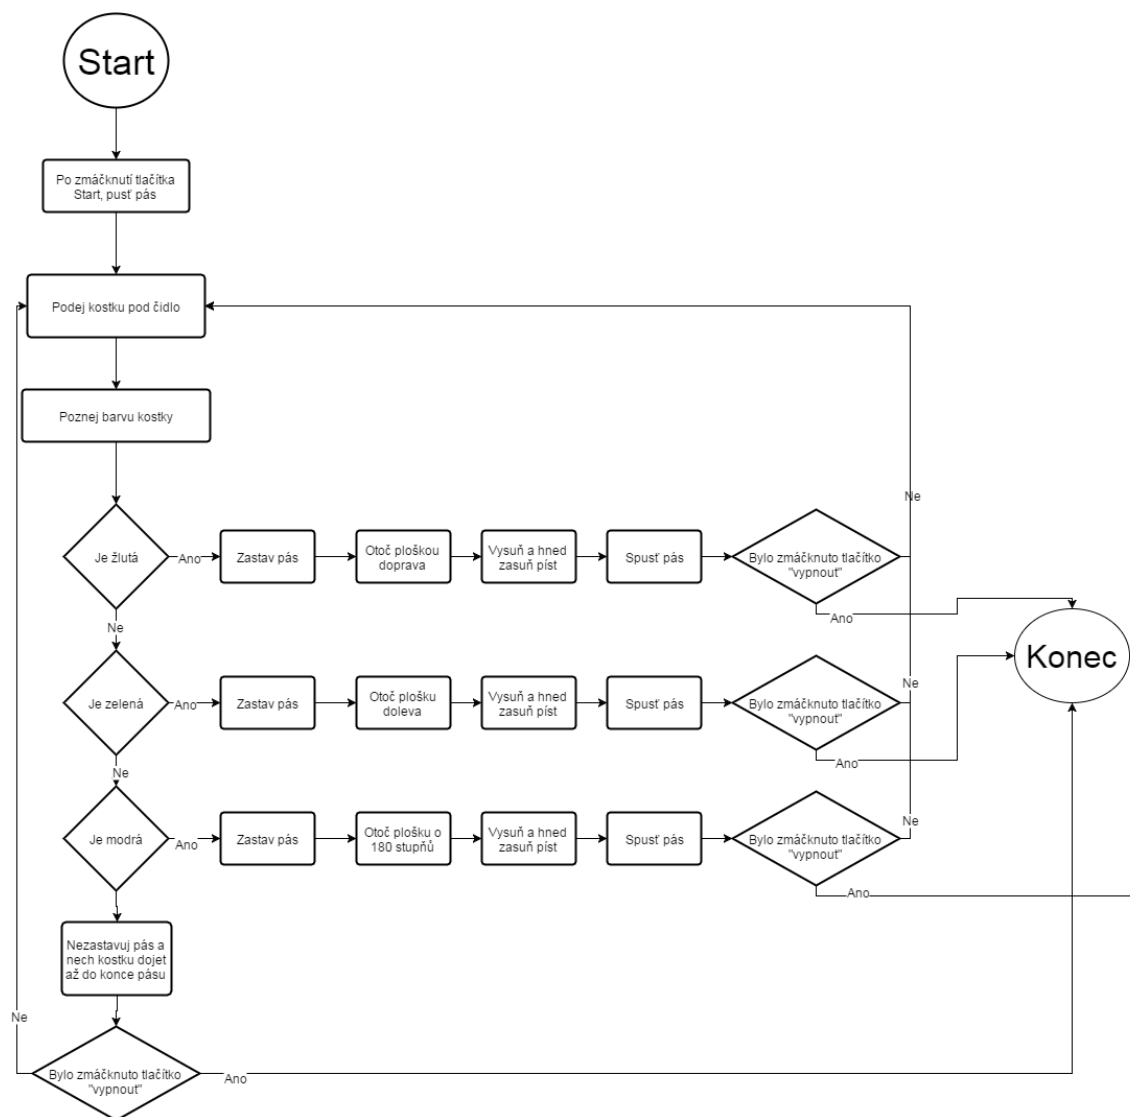 Start
Po zmáčknutí tlačítka
Start, pusť pás
Podej kostku pod čidlo
Poznej barvu kostky
Je žlutá
Ano
Zastav pás
Otoč ploškou
doprava
Vysuň a hned
zasuň píst
Spusť pás
Bylo zmáčknuto tlačítko
"vypnout"
Ne
Ano
Ne
Konec
Je zelená
Ano
Zastav pás
Otoč plošku
doleva
Vysuň a hned
zasuň píst
Spusť pás
Bylo zmáčknuto tlačítko
"vypnout"
Ne
Ano
Ne
Je modrá
Ano
Zastav pás
Otoč plošku o
180 stupňů
Vysuň a hned
zasuň píst
Spusť pás
Bylo zmáčknuto tlačítko
"vypnout"
Ne
Ano
Nezastavuj pás a
nech kostku dojet
až do konce pásu
Ne
Bylo zmáčknuto tlačítko
"vypnout"
Ano